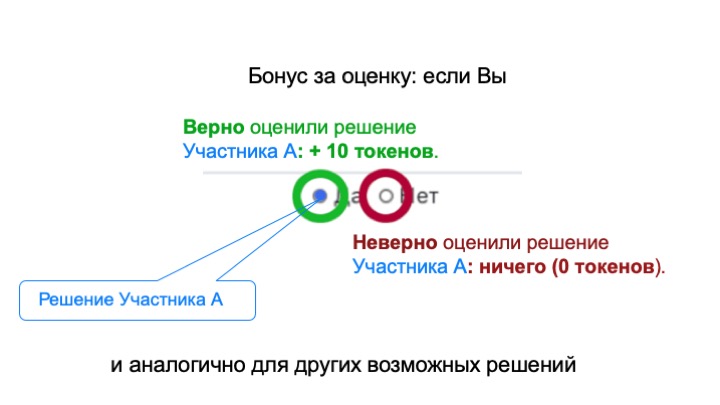 Бонус за оценку: если Вы
Верно оценили решение
Участника А: + 10 токенов.
Да Нет
Неверно оценили решение
Участника А: ничего (0 токенов).
Решение Участника А
и аналогично для других возможных решений